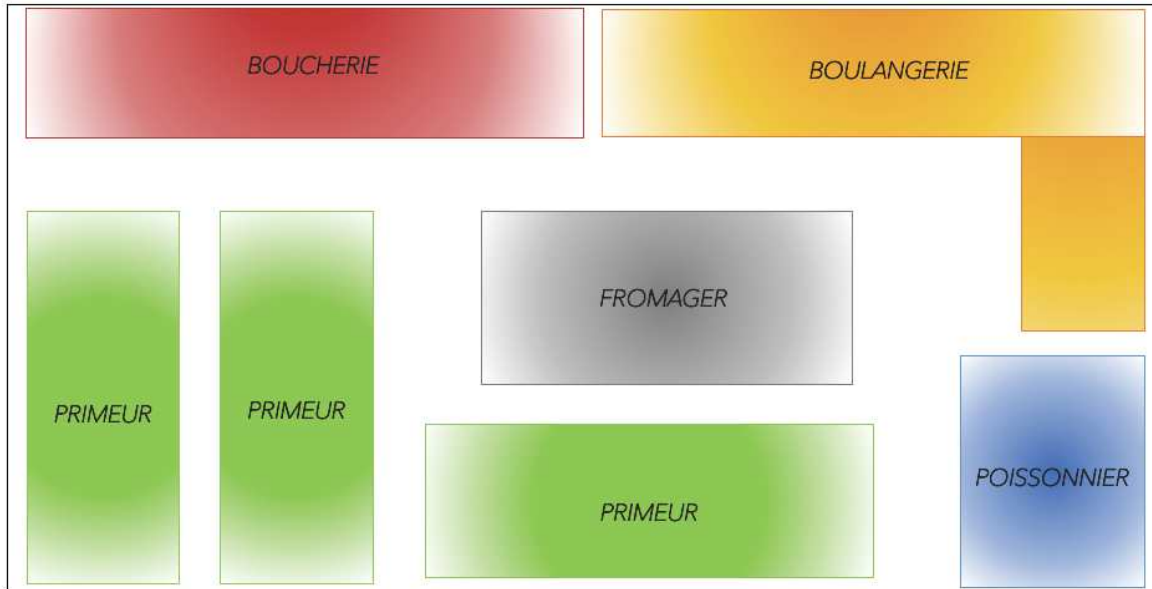 BOUCHERIE
BOULANGERIE
FROMAGER
PRIMEUR
PRIMEUR
PRIMEUR
POISSONNIER